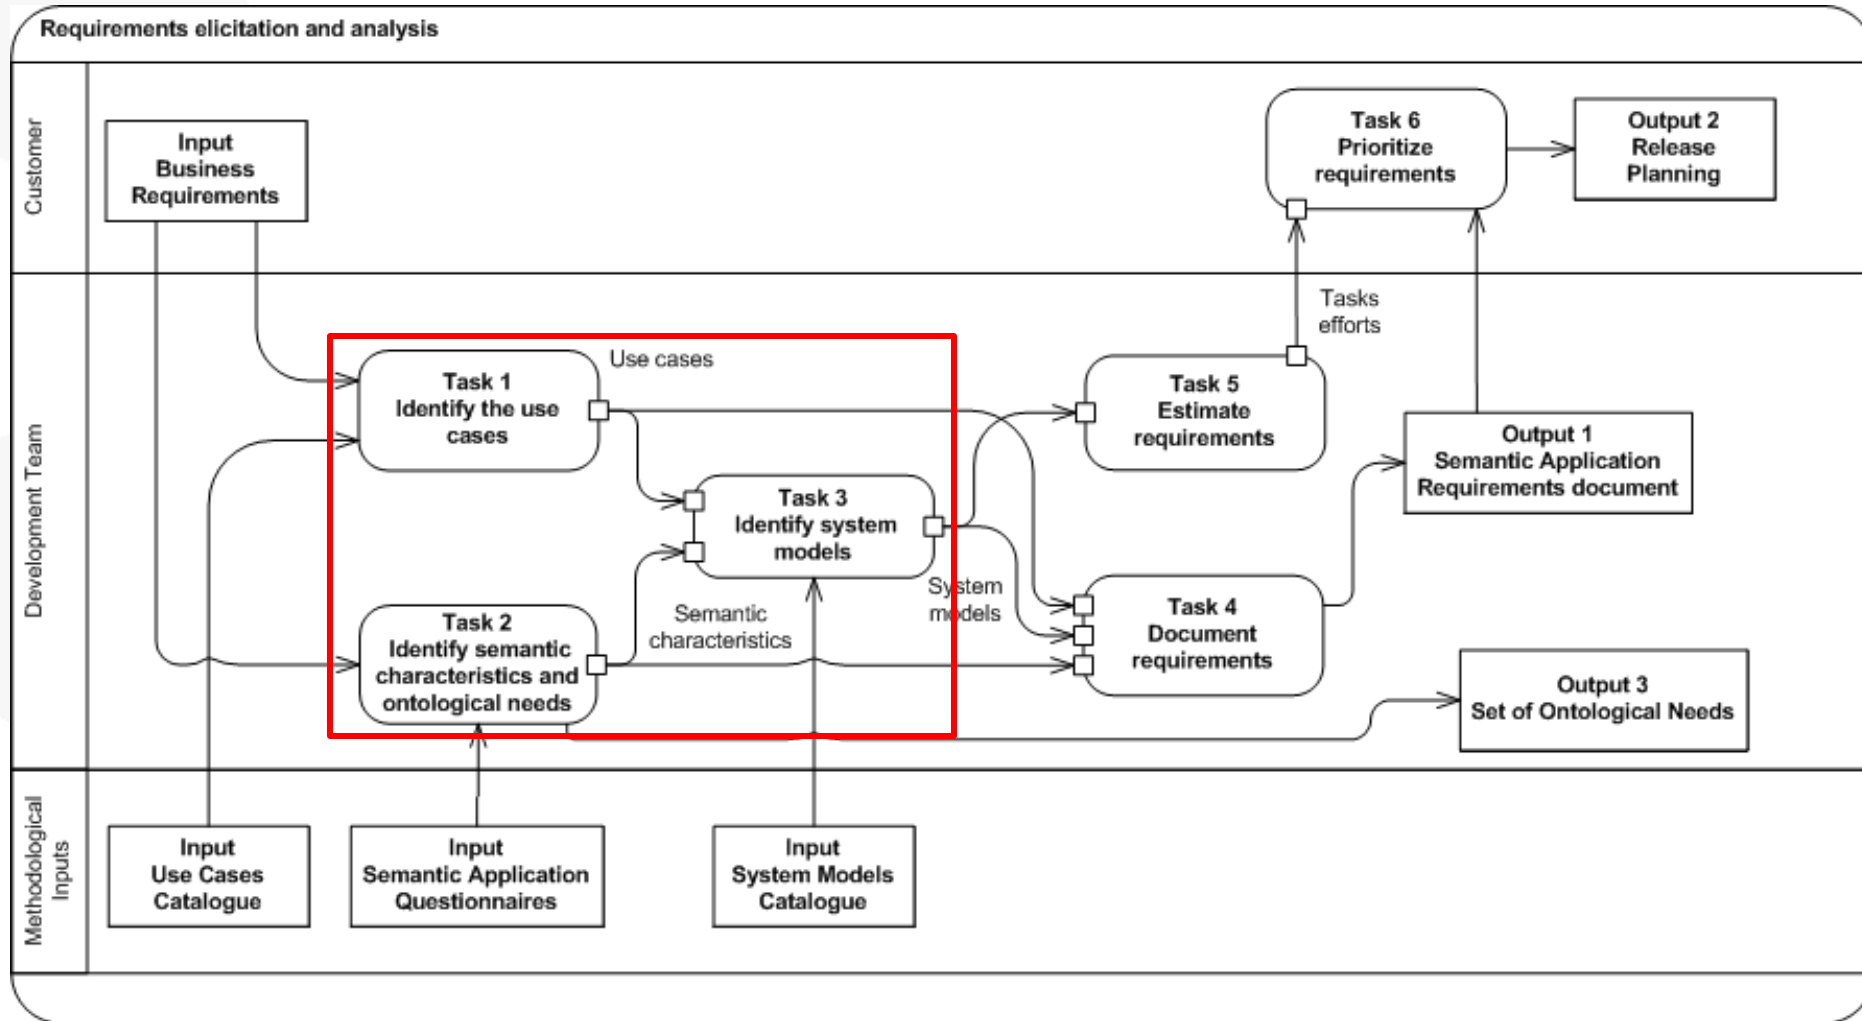 Requirements elicitation and analysis
Customer
Input
Business
Requirements
Task 6
Prioritize
requirements
Output 2
Release
Planning
Development Team
Tasks
efforts
Use cases
Task 1
Identify the use
cases
Task 5
Estimate
requirements
Output 1
Semantic Application
Requirements document
Task 3
Identify system
models
System
models
Semantic
characteristics
Task 2
Identify semantic
characteristics and
ontological needs
Task 4
Document
requirements
Output 3
Set of Ontological Needs
Methodological
Inputs
Input
Use Cases
Catalogue
Input
Semantic Application
Questionnaires
Input
System Models
Catalogue